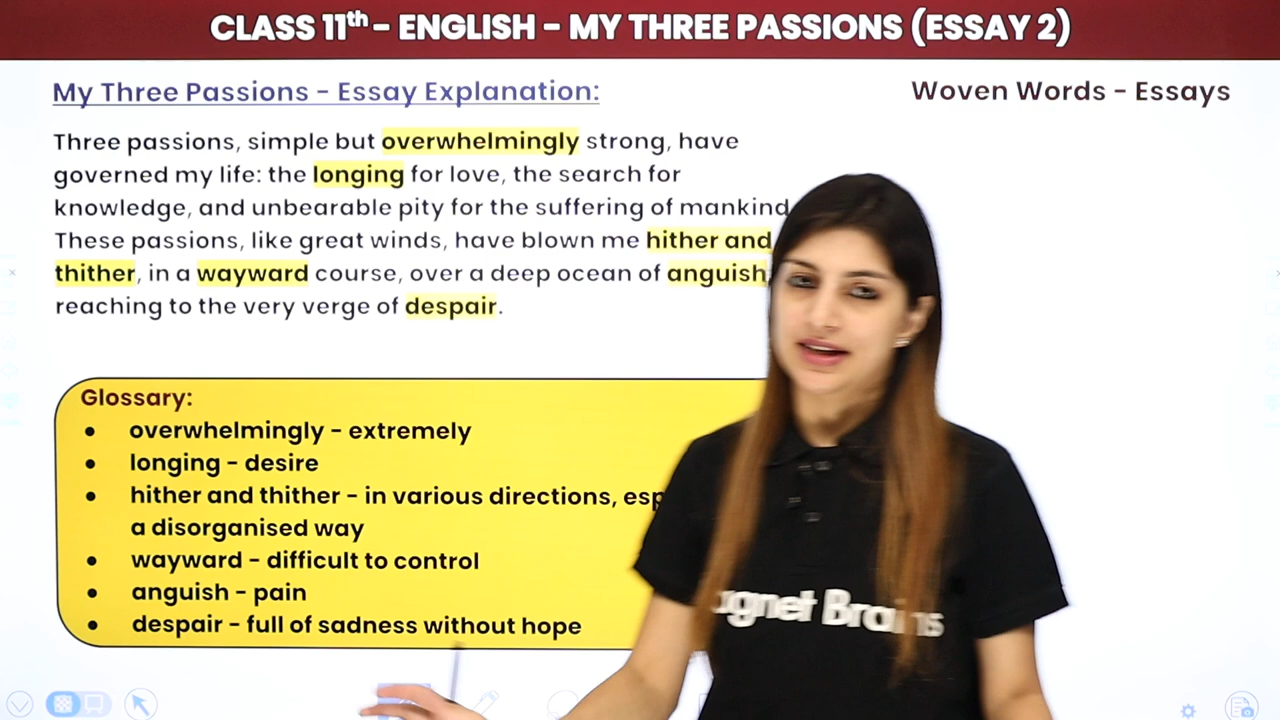 CLASS 11th - ENGLISH - MY THREE PASSIONS (ESSAY 2)
My Three Passions - Essay Explanation:
Woven Words - Essays
Three passions, simple but overwhelmingly strong, have
governed my life: the longing for love, the search for
knowledge, and unbearable pity for the suffering of mankind
These passions, like great winds, have blown me hither and
thither, in a wayward course, over a deep ocean of anguish,
reaching to the very verge of despair.
Glossary:
● overwhelmingly - extremely
● longing - desire
● hither and thither - in various directions,
a disorganised way
● wayward - difficult to control
● anguish - pain
● despair - full of sadness without hope